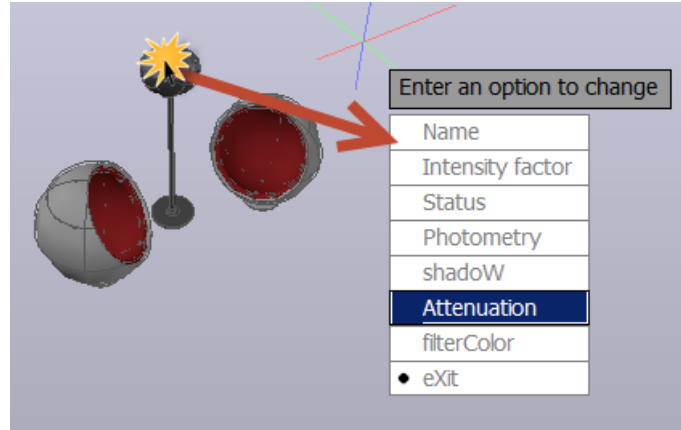 Enter an option to change
Name
Intensity factor
Status
Photometry
shadoW
Attenuation
filterColor
eXit